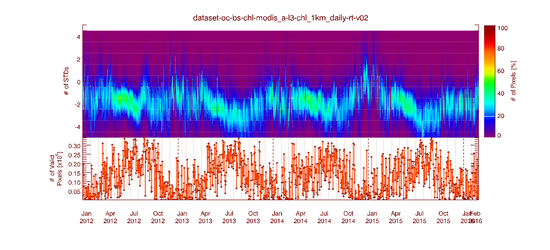 dataset-oc-bs-chl-modis_a-l3-chl_1km_daily-rt-v02
4
2
0
-2
-4
# of STDs
100
80
60
40
20
0
# of Pixels [%]
0.30
0.25
0.20
0.15
0.10
0.05
# of Valid
Pixels [x10
Jan Apr Jul Oct Jan Apr Jul Oct Jan Apr Jul Oct Jan Apr Jul Oct Jan Feb
2012 2012 2012 2012 2013 2013 2013 2013 2014 2014 2014 2014 2015 2015 2015 2015 2016